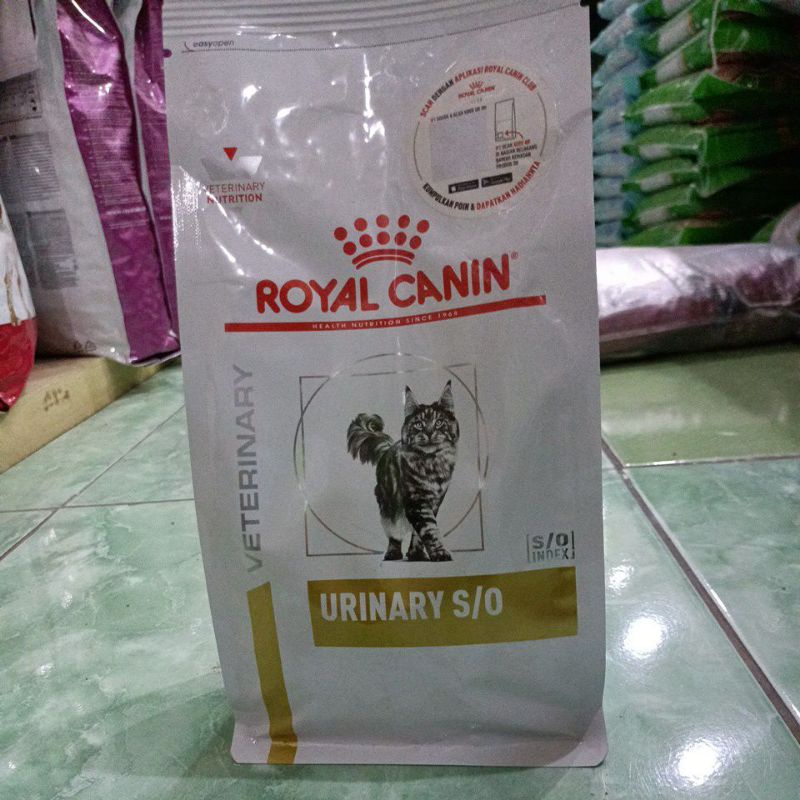 easyopen
SCAN DENGAN APLIKASI ROYAL CANIN CLUB
ROYAL CANIN
KUMPULKAN POIN & DAPATKAN HADIAHNYA
VETERINARY
NUTRITION
ROYAL CANIN
HEALTH NUTRITION SINCE 1968
VETERINARY
S/O
INDEX
URINARY S/O